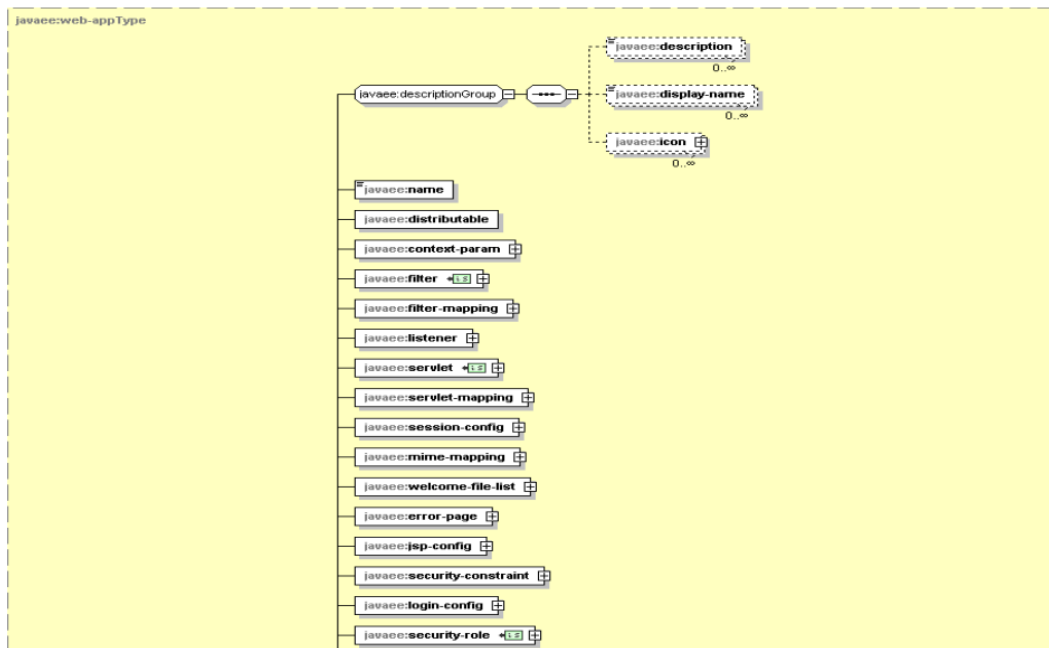 javaee:web-appType
javaee:description
0..∞
javaee:descriptionGroup
javaee:display-name
0..∞
javaee:icon
0..∞
javaee:name
javaee:distributable
javaee:context-param
javaee:filter
javaee:filter-mapping
javaee:listener
javaee:servlet
javaee:servlet-mapping
javaee:session-config
javaee:mime-mapping
javaee:welcome-file-list
javaee:error-page
javaee:jsp-config
javaee:security-constraint
javaee:login-config
javaee:security-role